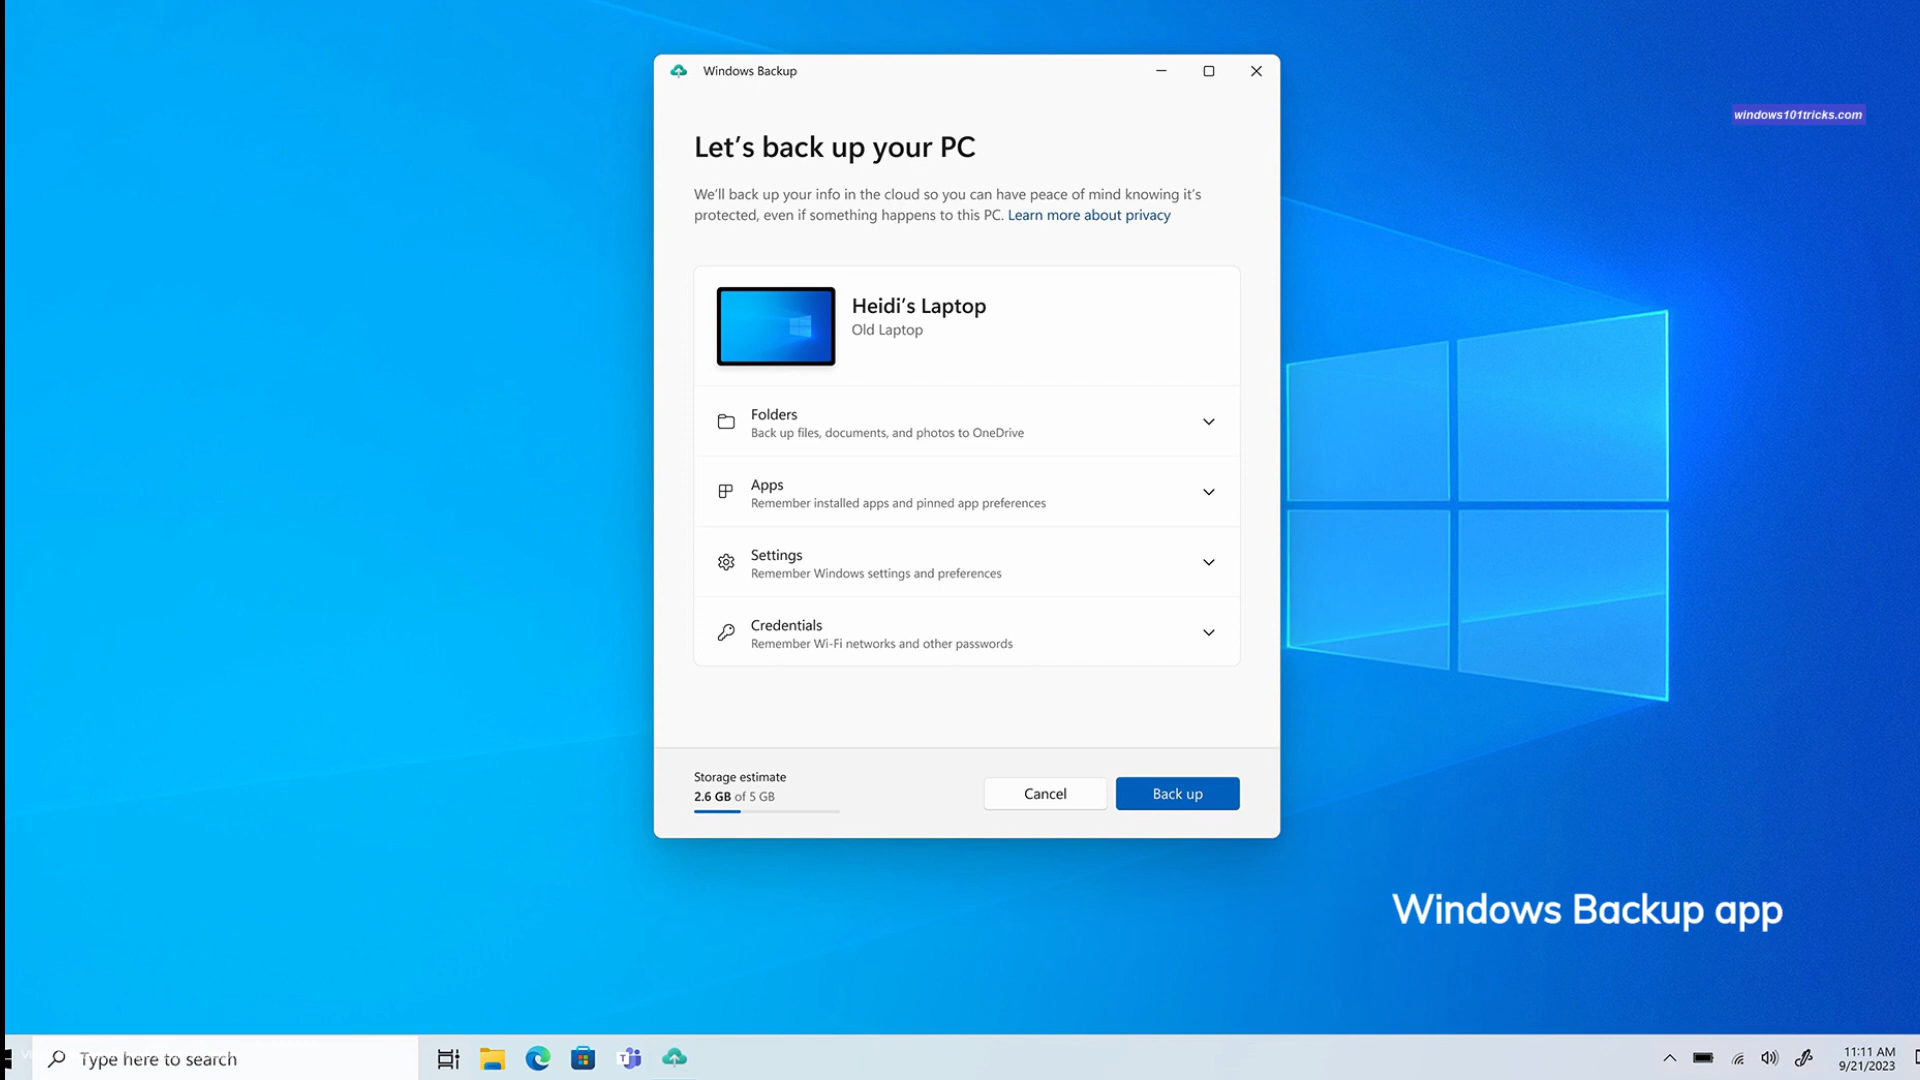 Windows Backup
windows101tricks.com
Let's back up your PC
We'll back up your info in the cloud so you can have peace of mind knowing it's
protected, even if something happens to this PC. Learn more about privacy
Heidi's Laptop
Old Laptop
Folders
Back up files, documents, and photos to OneDrive
Apps
Remember installed apps and pinned app preferences
Settings
Remember Windows settings and preferences
Credentials
Remember Wi-Fi networks and other passwords
Storage estimate
2.6 GB of 5 GB
Cancel
Back up
Windows Backup app
Type here to search
11:11 AM
9/21/2023